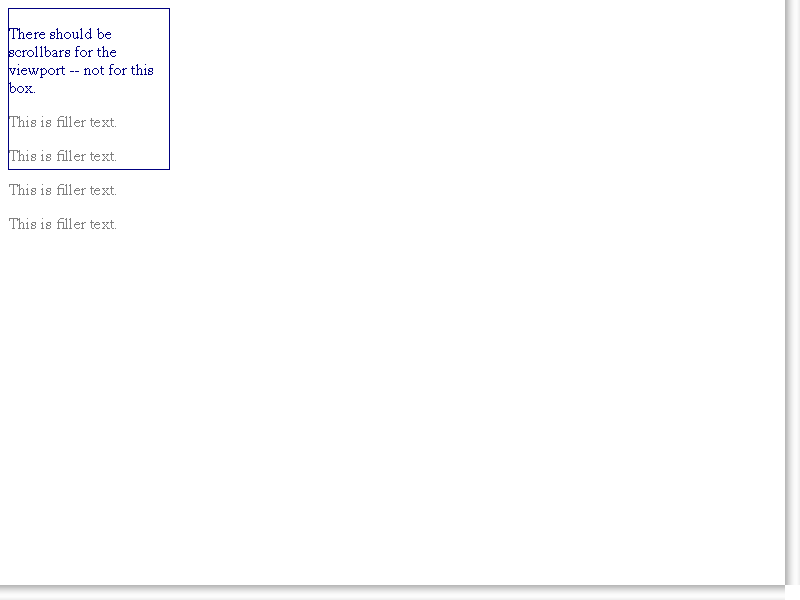 There should be
scrollbars for the
viewport -- not for this
box.
This is filler text.
This is filler text.
This is filler text.
This is filler text.